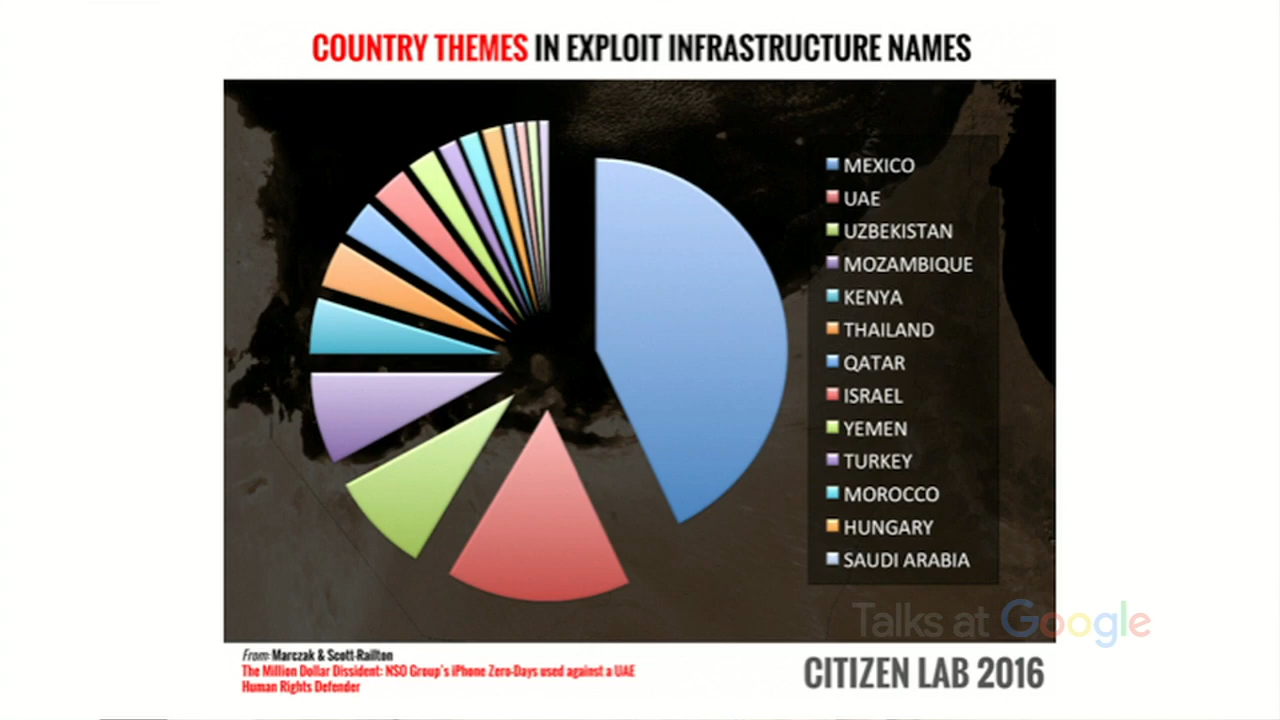 COUNTRY THEMES IN EXPLOIT INFRASTRUCTURE NAMES
MEXICO
UAE
UZBEKISTAN
MOZAMBIQUE
KENYA
THAILAND
QATAR
ISRAEL
YEMEN
TURKEY
MOROCCO
HUNGARY
SAUDI ARABIA
Talks at Google
From: Marczak & Scott-Railton
The Million Dollar Dissident: NSO Group's iPhone Zero-Days used against a UAE
Human Rights Defender
CITIZEN LAB 2016